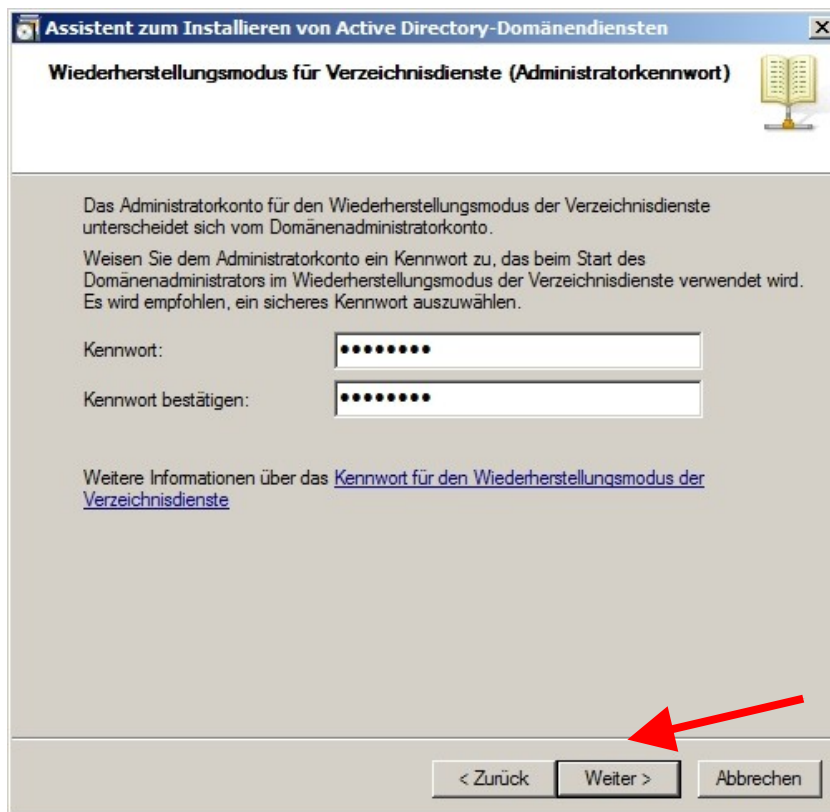 Assistent zum Installieren von Active Directory-Domänendiensten
Wiederherstellungsmodus für Verzeichnisdienste (Administratorkennwort)
Das Administratorkonto für den Wiederherstellungsmodus der Verzeichnisdienste
unterscheidet sich vom Domänenadministratorkonto.
Weisen Sie dem Administratorkonto ein Kennwort zu, das beim Start des
Domänenadministrators im Wiederherstellungsmodus der Verzeichnisdienste verwendet wird.
Es wird empfohlen, ein sicheres Kennwort auszuwählen.
Kennwort: ●●●●●●●●
Kennwort bestätigen: ●●●●●●●●
Weitere Informationen über das Kennwort für den Wiederherstellungsmodus der
Verzeichnisdienste
< Zurück Weiter > Abbrechen